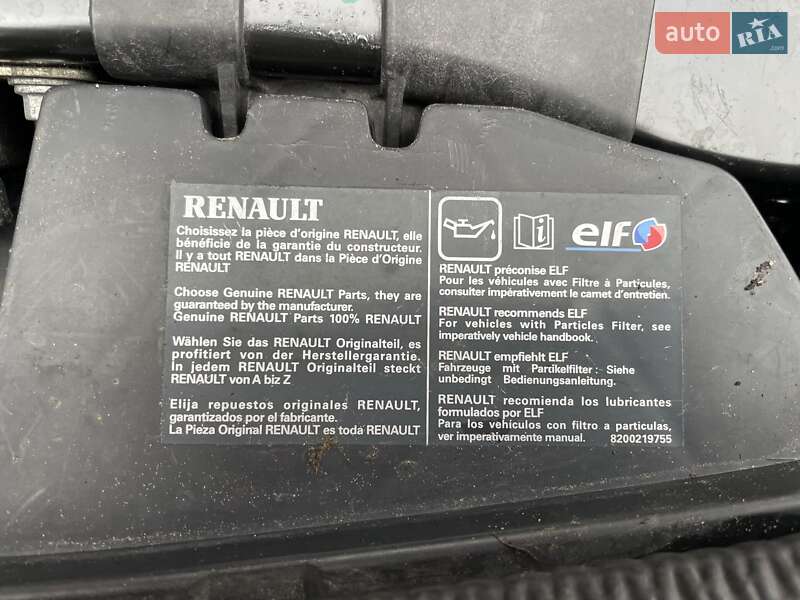 auto RIA .com
RENAULT
Choisissez la pièce d'origine RENAULT, elle
bénéficie de la garantie du constructeur.
Il y a tout RENAULT dans la Pièce d'Origine
RENAULT
Choose Genuine RENAULT Parts, they are
guaranteed by the manufacturer.
Genuine RENAULT Parts 100% RENAULT
Wählen Sie das RENAULT Originalteil, es
profitiert von der Herstellergarantie.
In jedem RENAULT Originalteil steckt
RENAULT von A biz Z
Elija repuestos originales RENAULT,
garantizados por el fabricante.
La Pieza Original RENAULT es toda RENAULT
elf
RENAULT préconise ELF
Pour les véhicules avec Filtre à Particules,
consulter impérativement le carnet d'entretien.
RENAULT recommends ELF
For vehicles with Particles Filter, see
imperatively vehicle handbook.
RENAULT empfiehlt ELF
Fahrzeuge mit Pardikelfilter: Siehe
unbedingt Bedienungsanleitung.
RENAULT recomienda los lubricantes
formulados por ELF
Para los vehículos con filtro a particulas,
ver imperativamente manual. 8200219755